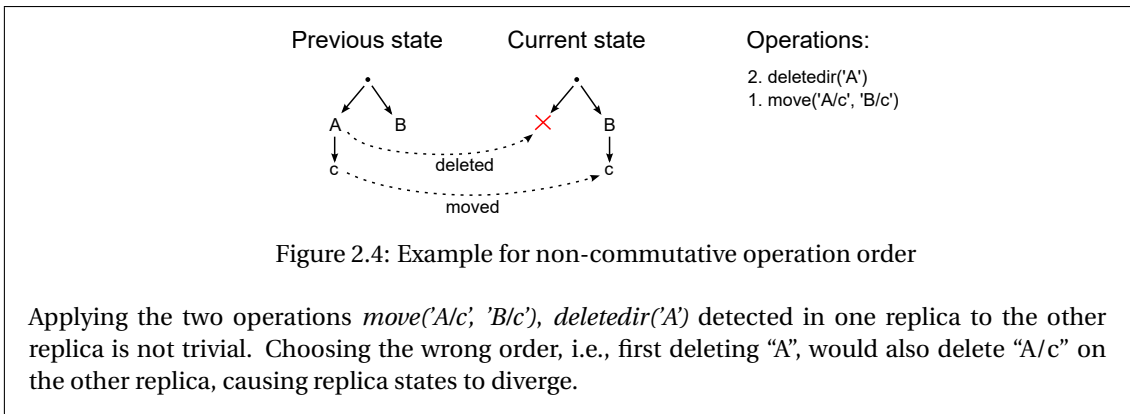 Previous state Current state Operations:
2. deletedir('A')
1. move('A/c', 'B/c')
A B B
deleted
c c
moved
Figure 2.4: Example for non-commutative operation order
Applying the two operations move('A/c', 'B/c'), deletedir('A') detected in one replica to the other
replica is not trivial. Choosing the wrong order, i.e., first deleting “A”, would also delete “A/c” on
the other replica, causing replica states to diverge.